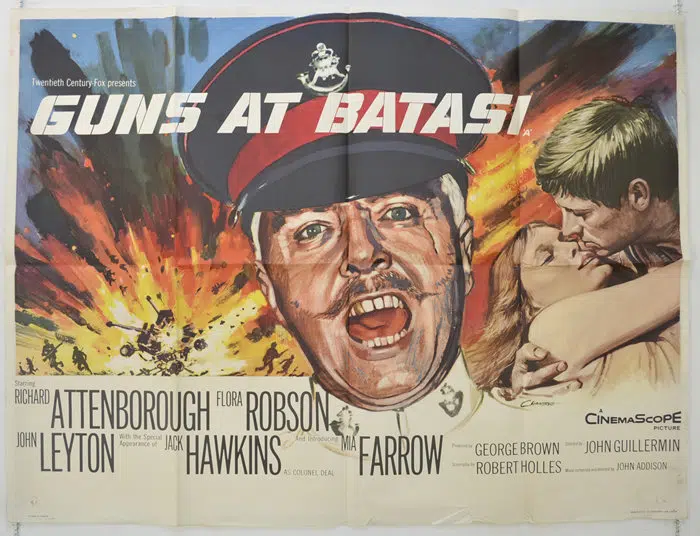 Twentieth Century-Fox presents
GUNS AT BATASI
'A'
Starring
RICHARD ATTENBOROUGH FLORA ROBSON
JOHN LEYTON With the Special Appearance of JACK HAWKINS AS COLONEL DEAL And Introducing MIA FARROW
CHANTRELL
A
CINEMASCOPE
PICTURE
Produced by GEORGE BROWN Directed by JOHN GUILLERMIN
Screenplay by ROBERT HOLLES Music composed and conducted by JOHN ADDISON